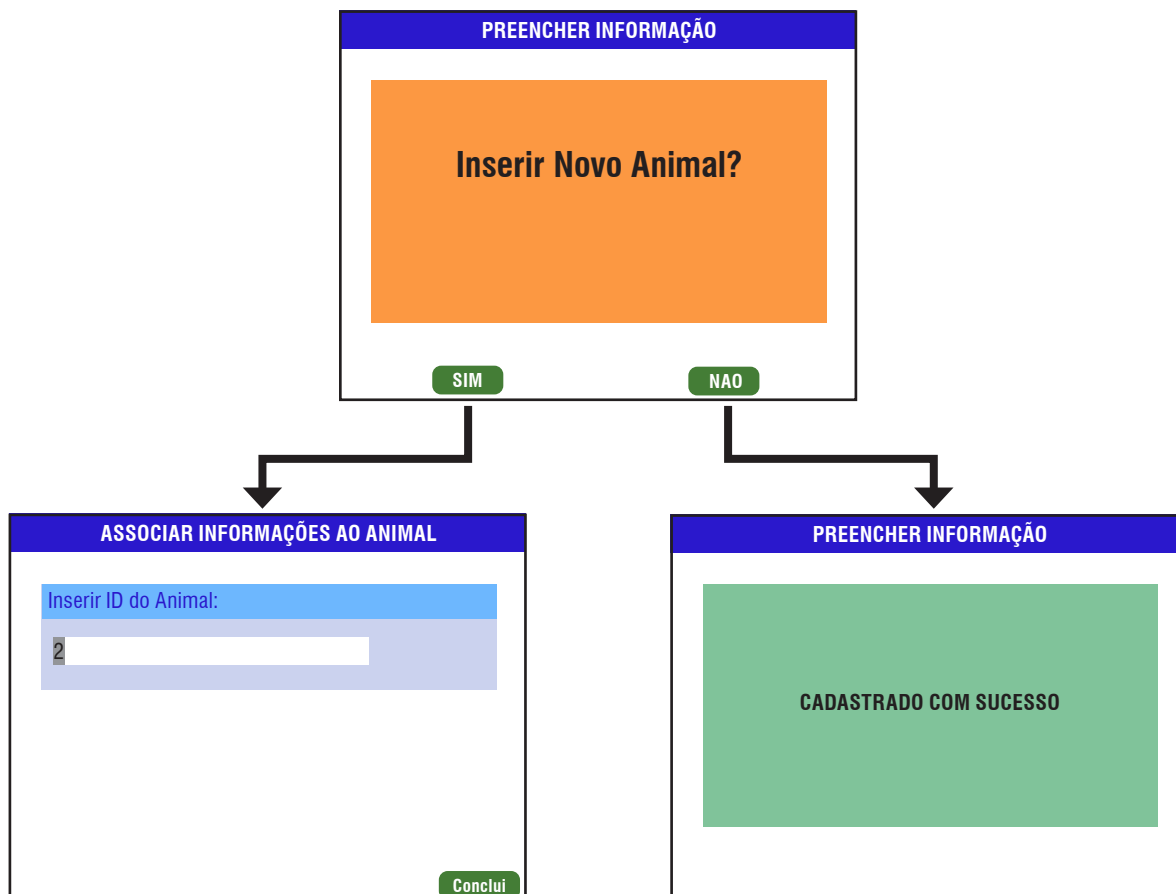 PREENCHER INFORMAÇÃO
Inserir Novo Animal?
SIM
NAO
ASSOCIAR INFORMAÇÕES AO ANIMAL
Inserir ID do Animal:
2
Conclui
PREENCHER INFORMAÇÃO
CADASTRADO COM SUCESSO